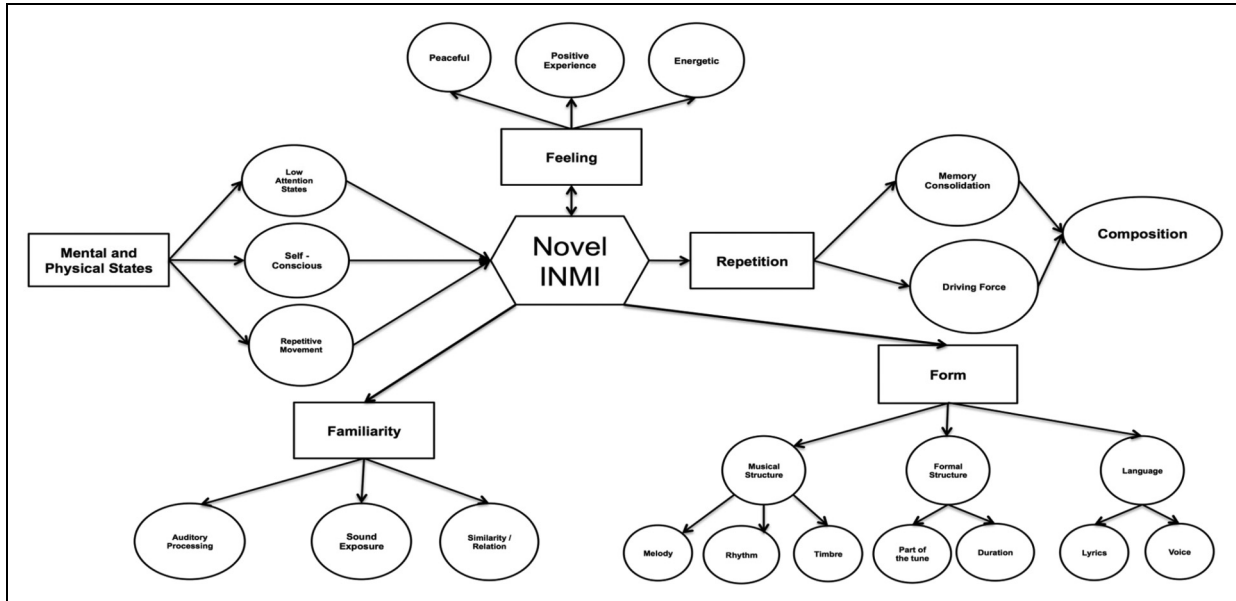 Peaceful
Positive
Experience
Energetic
Feeling
Low
Attention
States
Memory
Consolidation
Mental and
Physical States
Self -
Conscious
Novel
INMI
Repetition
Composition
Driving Force
Repetitive
Movement
Form
Familiarity
Musical
Structure
Formal
Structure
Language
Auditory
Processing
Sound
Exposure
Similarity /
Relation
Melody
Rhythm
Timbre
Part of
the tune
Duration
Lyrics
Voice